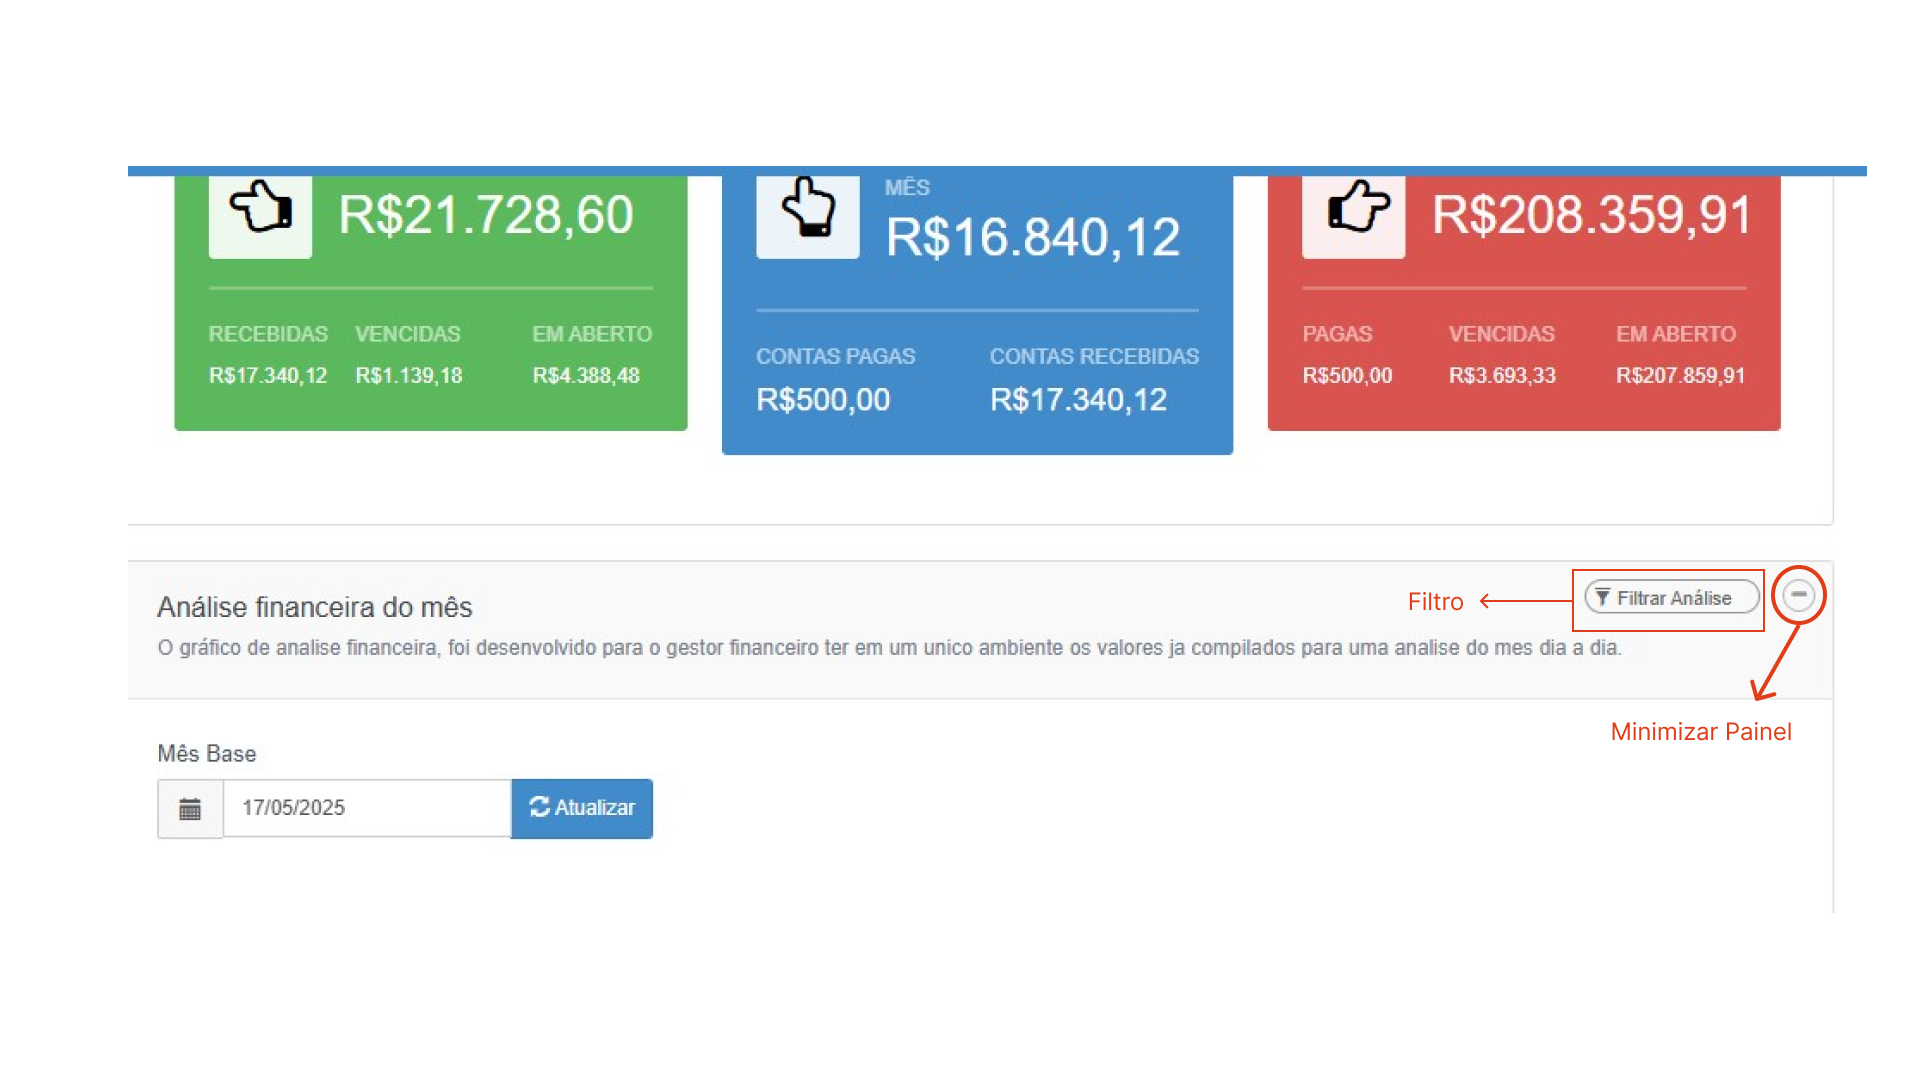 R$21.728,60
RECEBIDAS VENCIDAS EM ABERTO
R$17.340,12 R$1.139,18 R$4.388,48
MÊS
R$16.840,12
CONTAS PAGAS CONTAS RECEBIDAS
R$500,00 R$17.340,12
R$208.359,91
PAGAS VENCIDAS EM ABERTO
R$500,00 R$3.693,33 R$207.859,91
Análise financeira do mês
Filtro
Filtrar Análise
O gráfico de analise financeira, foi desenvolvido para o gestor financeiro ter em um unico ambiente os valores ja compilados para uma analise do mes dia a dia.
Minimizar Painel
Mês Base
17/05/2025 Atualizar